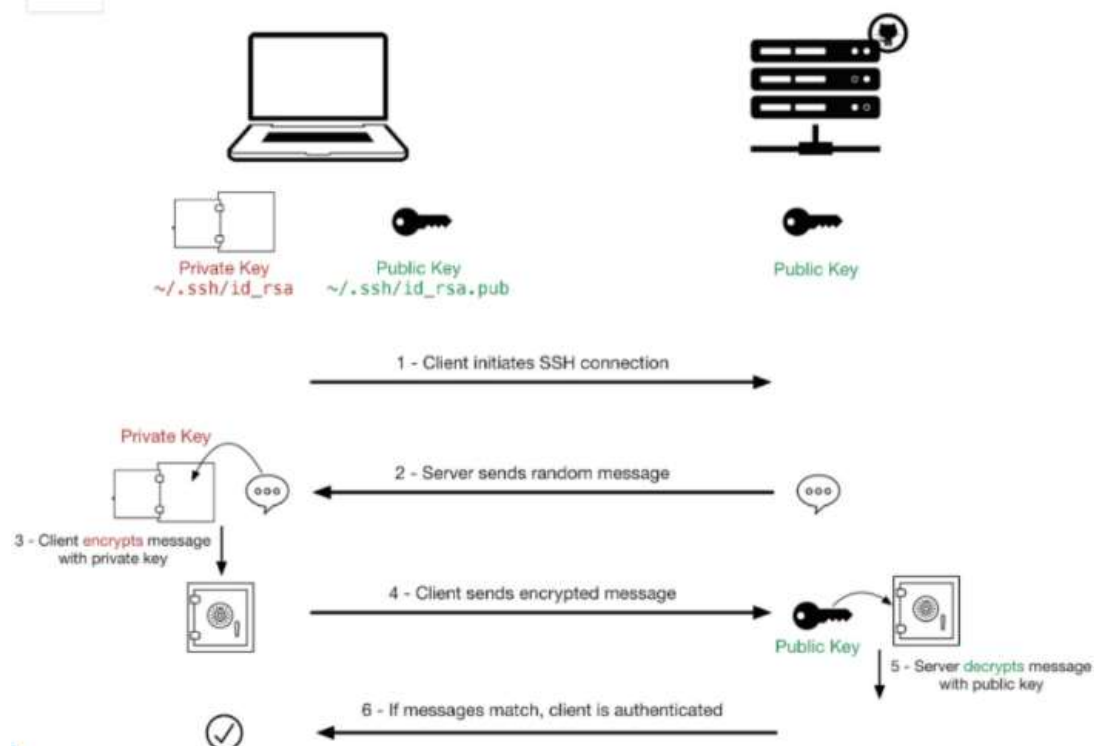 Private Key
~/.ssh/id_rsa
Public Key
~/.ssh/id_rsa.pub
Public Key
1 - Client initiates SSH connection
Private Key
2 - Server sends random message
3 - Client encrypts message
with private key
4 - Client sends encrypted message
Public Key
5 - Server decrypts message
with public key
6 - If messages match, client is authenticated